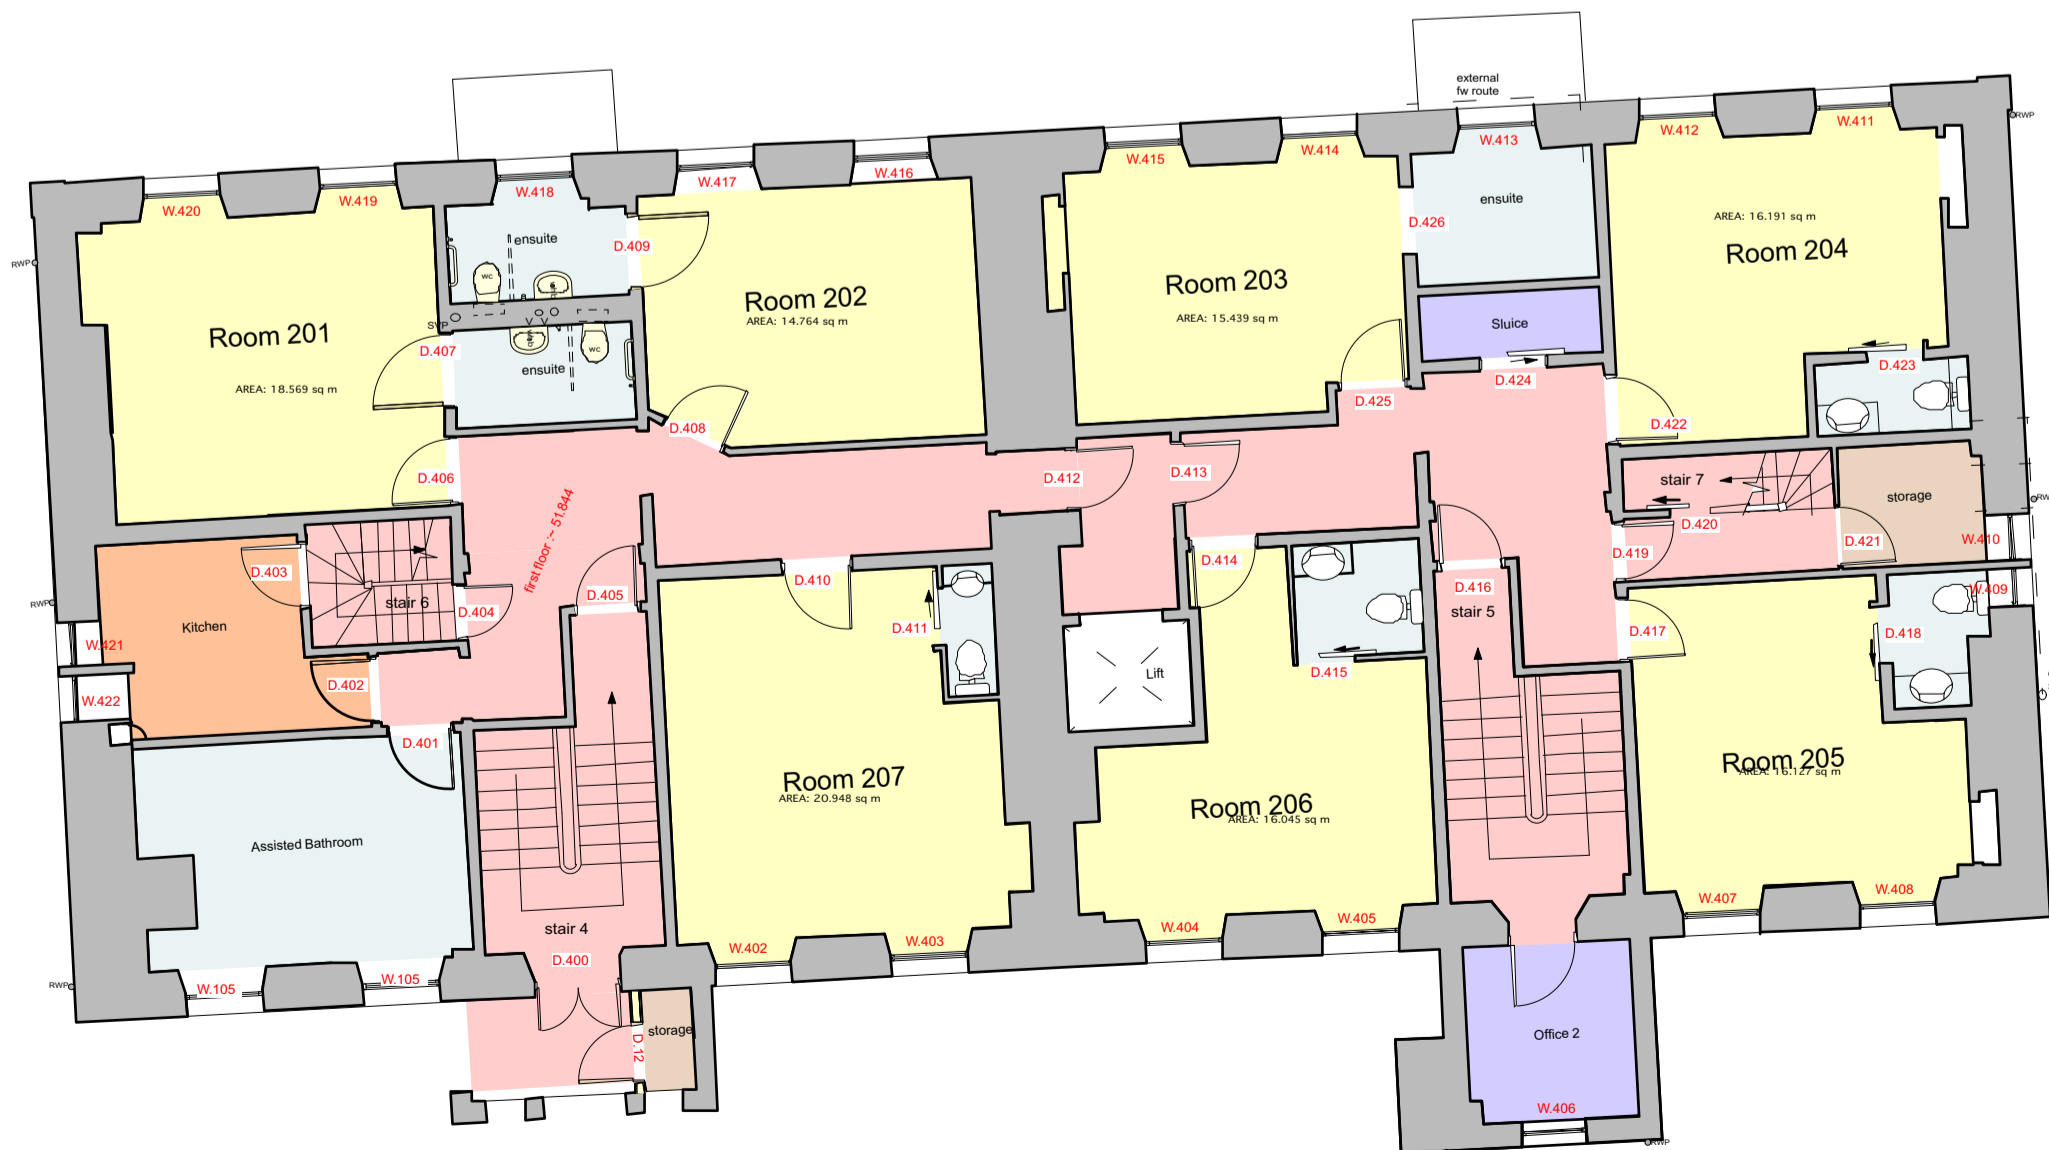 external
fw route
RWP
W.413
W.412
W.411
W.415
W.414
W.417
W.416
W.418
W.420
W.419
ensuite
D.409
WC
ensuite
D.426
AREA: 16.191 sq m
Room 204
RWP
Room 203
AREA: 15.439 sq m
Room 202
AREA: 14.764 sq m
Room 201
AREA: 18.569 sq m
SVP
D.407
ensuite
WC
Sluice
D.424
D.423
D.425
D.422
D.408
D.406
D.412
D.413
stair 7
storage
D.420
D.421
W.410
D.419
W.409
first floor :~ 51.844
D.403
D.404
stair 6
D.405
D.410
D.414
D.416
stair 5
RWP
Kitchen
W.421
D.402
W.422
D.401
D.411
Lift
D.415
D.417
D.418
Room 207
AREA: 20.948 sq m
Room 206
AREA: 16.045 sq m
Room 205
AREA: 16.127 sq m
Assisted Bathroom
stair 4
D.400
W.402
W.403
W.404
W.405
W.407
W.408
RWP
W.105
W.105
storage
D.12
Office 2
W.406
RWP